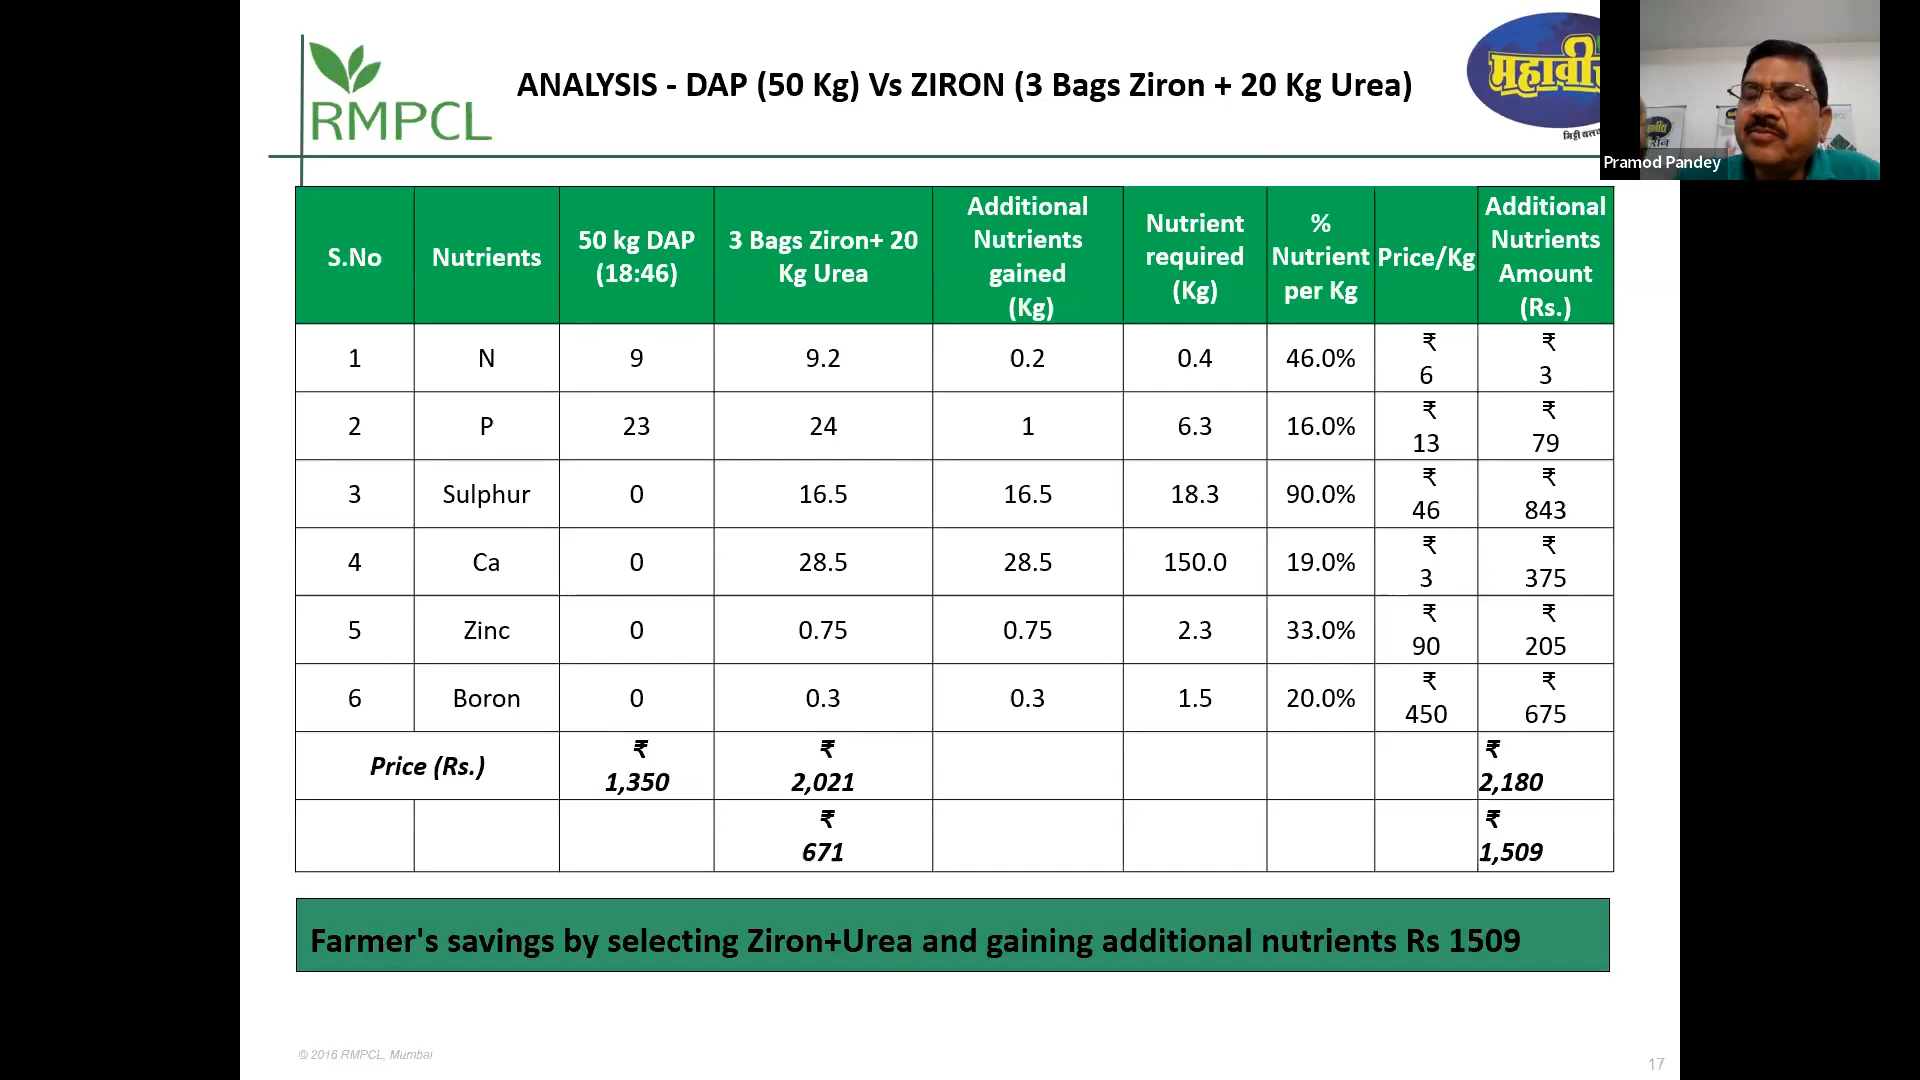 RMPCL
ANALYSIS - DAP (50 Kg) Vs ZIRON (3 Bags Ziron + 20 Kg Urea)
Pramod Pandey
S.No
Nutrients
50 kg DAP
(18:46)
3 Bags Ziron+ 20
Kg Urea
Additional
Nutrients
gained
(Kg)
Nutrient
required
(Kg)
%
Nutrient
per Kg
Price/Kg
Additional
Nutrients
Amount
(Rs.)
1 N 9 9.2 0.2 0.4 46.0% ₹ 6 ₹ 3
2 P 23 24 1 6.3 16.0% ₹ 13 ₹ 79
3 Sulphur 0 16.5 16.5 18.3 90.0% ₹ 46 ₹ 843
4 Ca 0 28.5 28.5 150.0 19.0% ₹ 3 ₹ 375
5 Zinc 0 0.75 0.75 2.3 33.0% ₹ 90 ₹ 205
6 Boron 0 0.3 0.3 1.5 20.0% ₹ 450 ₹ 675
Price (Rs.) ₹ 1,350 ₹ 2,021 ₹ 2,180
₹ 671 ₹ 1,509
Farmer's savings by selecting Ziron+Urea and gaining additional nutrients Rs 1509
© 2016 RMPCL, Mumbai
17